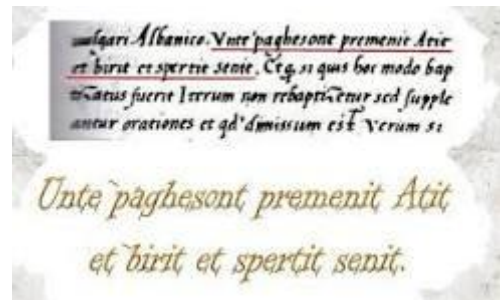 vulgari Albanico. Vnte'paghesont premenit Atit
et birit et spertit senit. Et si quis hoc modo bap
tizatus fuerit Iterum non rebaptizetur sed supple
antur orationes et qd' dimissum est Verum si
Unte`paghesont premenit Atit
et`birit et spertit senit.